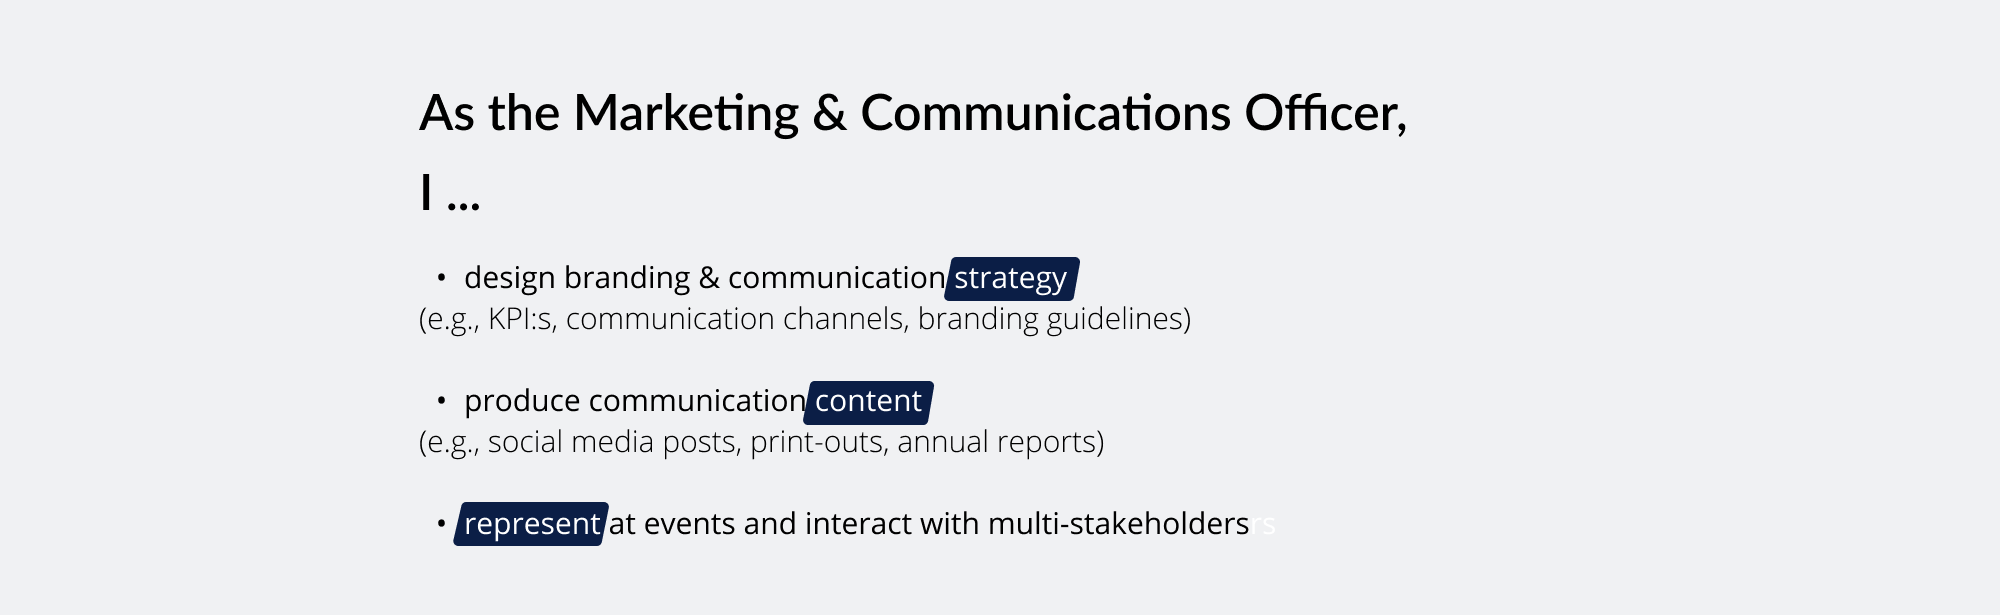 As the Marketing & Communications Officer,
I ...
• design branding & communication strategy
(e.g., KPI:s, communication channels, branding guidelines)
• produce communication content
(e.g., social media posts, print-outs, annual reports)
• represent at events and interact with multi-stakeholdersrs